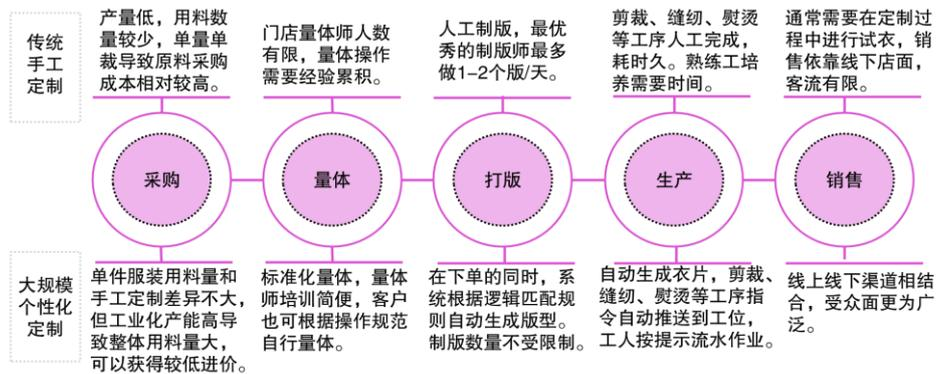 传统
手工
定制
产量低，用料数
量较少，单量单
裁导致原料采购
成本相对较高。
门店量体师人数
有限，量体操作
需要经验累积。
人工制版，最优
秀的制版师最多
做1-2个版/天。
剪裁、缝纫、熨烫
等工序人工完成，
耗时久。熟练工培
养需要时间。
通常需要在定制过
程中进行试衣，销
售依靠线下店面，
客流有限。
采购
量体
打版
生产
销售
大规模
个性化
定制
单件服装用料量和
手工定制差异不大，
但工业化产能高导
致整体用料量大，
可以获得较低进价。
标准化量体，量体
师培训简便，客户
也可根据操作规范
自行量体。
在下单的同时，系
统根据逻辑匹配规
则自动生成版型。
制版数量不受限制。
自动生成衣片，剪裁、
缝纫、熨烫等工序指
令自动推送到工位，
工人按提示流水作业。
线上线下渠道相结
合，受众面更为广
泛。